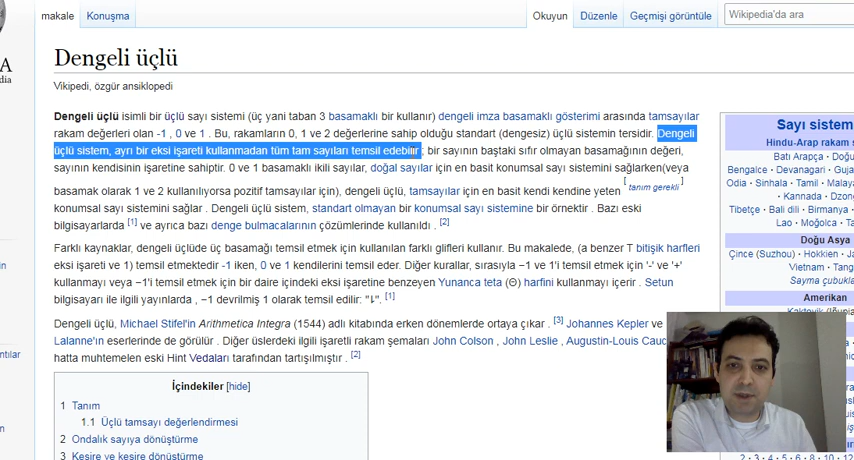 makale Konuşma Okuyun Düzenle Geçmişi görüntüle Wikipedia'da ara
A
dia
Dengeli üçlü
Vikipedi, özgür ansiklopedi
Dengeli üçlü isimli bir üçlü sayı sistemi (üç yani taban 3 basamaklı bir kullanır) dengeli imza basamaklı gösterimi arasında tamsayılar
rakam değerleri olan -1 , 0 ve 1 . Bu, rakamların 0, 1 ve 2 değerlerine sahip olduğu standart (dengesiz) üçlü sistemin tersidir. Dengeli
üçlü sistem, ayrı bir eksi işareti kullanmadan tüm tam sayıları temsil edebilir ; bir sayının baştaki sıfır olmayan basamağının değeri,
sayının kendisinin işaretine sahiptir. 0 ve 1 basamaklı ikili sayılar, doğal sayılar için en basit konumsal sayı sistemini sağlarken(veya
basamak olarak 1 ve 2 kullanılıyorsa pozitif tamsayılar için), dengeli üçlü, tamsayılar için en basit kendi kendine yeten [ tanım gerekli ]
konumsal sayı sistemini sağlar . Dengeli üçlü sistem, standart olmayan bir konumsal sayı sistemine bir örnektir . Bazı eski
bilgisayarlarda [1] ve ayrıca bazı denge bulmacalarının çözümlerinde kullanıldı . [2]
Farklı kaynaklar, dengeli üçlüde üç basamağı temsil etmek için kullanılan farklı glifleri kullanır. Bu makalede, (a benzer T bitişik harfleri
eksi işareti ve 1) temsil etmektedir -1 iken, 0 ve 1 kendilerini temsil eder. Diğer kurallar, sırasıyla −1 ve 1'i temsil etmek için '-' ve '+'
kullanmayı veya −1'i temsil etmek için bir daire içindeki eksi işaretine benzeyen Yunanca teta (Θ) harfini kullanmayı içerir . Setun
bilgisayarı ile ilgili yayınlarda , −1 devrilmiş 1 olarak temsil edilir: "1". [1]
Dengeli üçlü, Michael Stifel'in Arithmetica Integra (1544) adlı kitabında erken dönemlerde ortaya çıkar . [3] Johannes Kepler ve
Lalanne'ın eserlerinde de görülür . Diğer üslerdeki ilgili işaretli rakam şemaları John Colson , John Leslie , Augustin-Louis Cauc
hatta muhtemelen eski Hint Vedaları tarafından tartışılmıştır . [2]
İçindekiler [hide]
1 Tanım
1.1 Üçlü tamsayı değerlendirmesi
2 Ondalık sayıya dönüştürme
3 Kesire ve kesire dönüştürme
Sayı sistem
Hindu-Arap rakam s
Batı Arapça · Doğu
Bengalce · Devanagari · Guja
Odia · Sinhala · Tamil · Malaya
Kannada · Dzong
Tibetçe · Bali dili · Birmanya
Lao · Moğolca · Ta
Doğu Asya
Çince (Suzhou) · Hokkien · Ja
Vietnam · Tang
Sayma çubukla
Amerikan
2 · 3 · 4 · 5 · 6 · 8 · 10 · 12